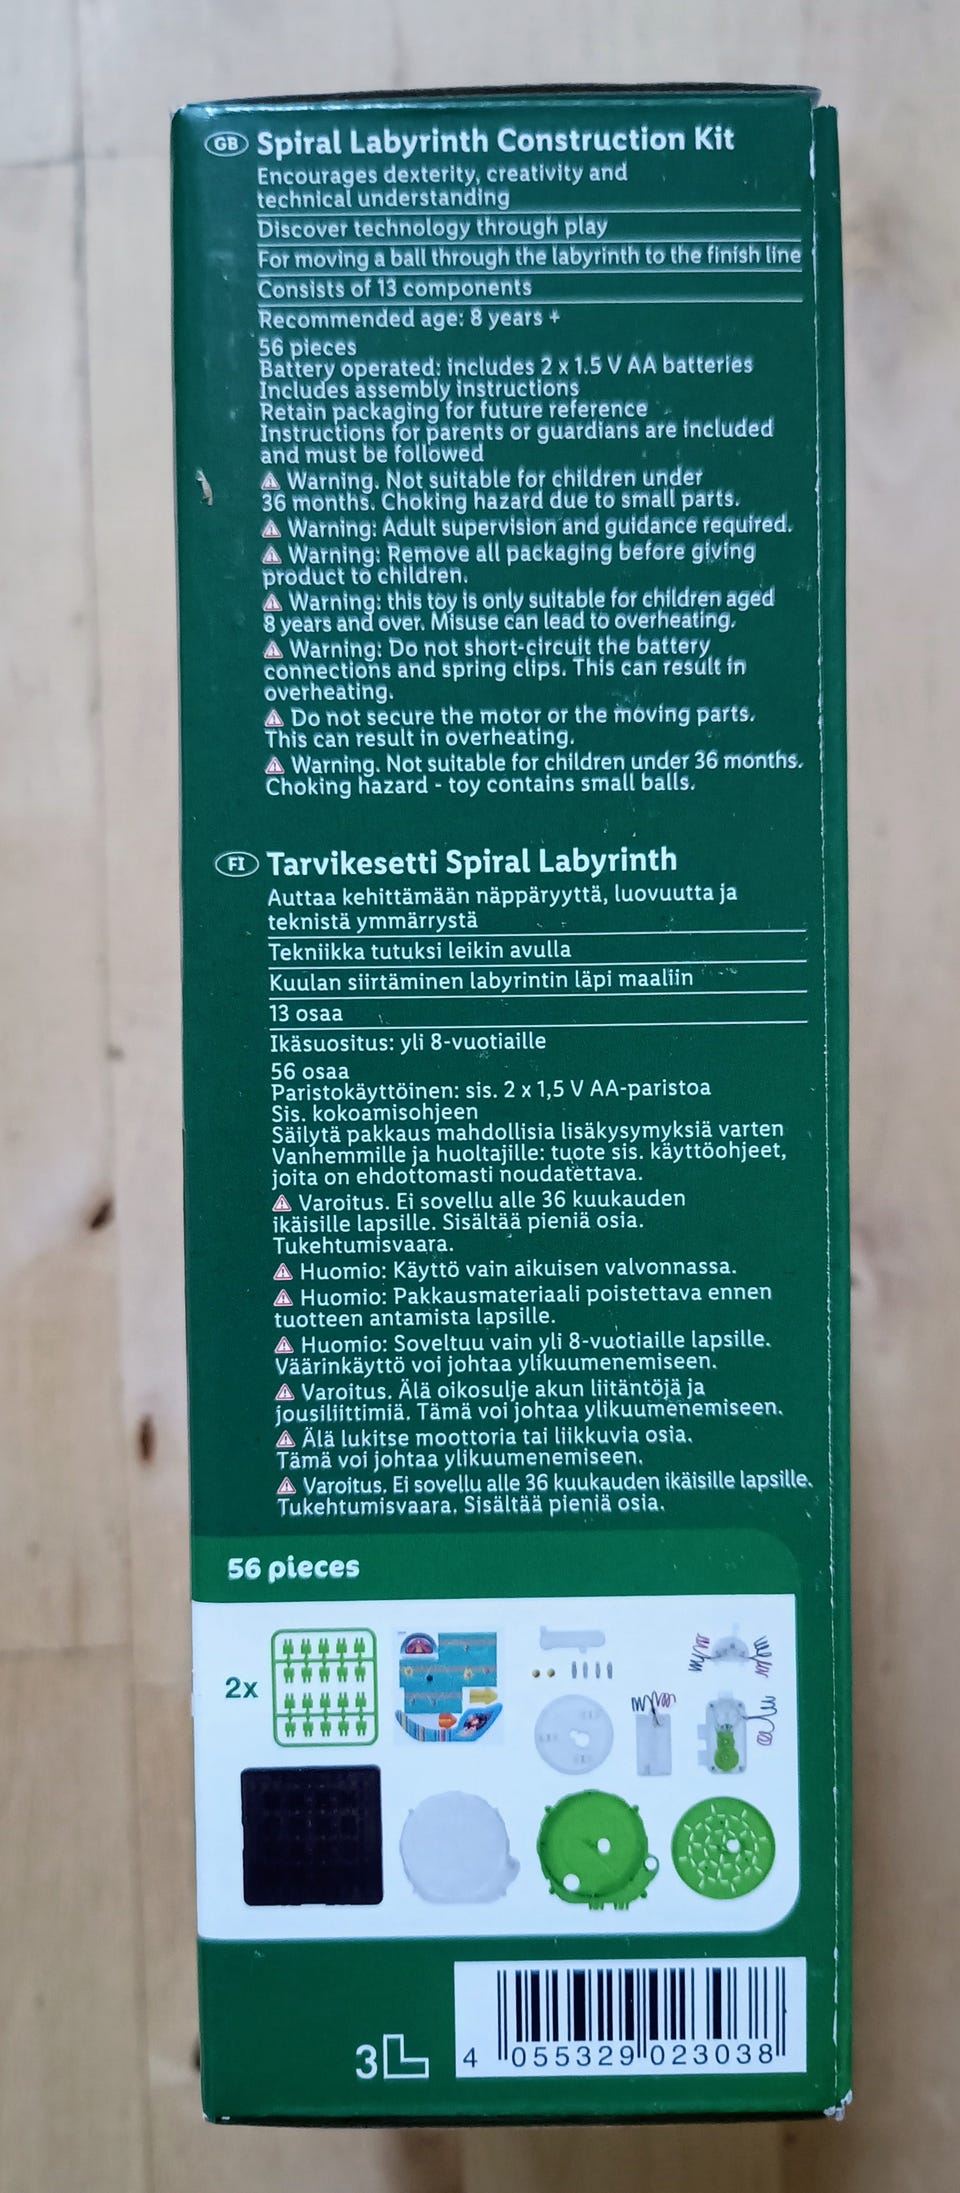 GB Spiral Labyrinth Construction Kit
Encourages dexterity, creativity and
technical understanding
Discover technology through play
For moving a ball through the labyrinth to the finish line
Consists of 13 components
Recommended age: 8 years +
56 pieces
Battery operated: includes 2 x 1.5 V AA batteries
Includes assembly instructions
Retain packaging for future reference
Instructions for parents or guardians are included
and must be followed
Warning. Not suitable for children under
36 months. Choking hazard due to small parts.
Warning: Adult supervision and guidance required.
Warning: Remove all packaging before giving
product to children.
Warning: this toy is only suitable for children aged
8 years and over. Misuse can lead to overheating.
Warning: Do not short-circuit the battery
connections and spring clips. This can result in
overheating.
Do not secure the motor or the moving parts.
This can result in overheating.
Warning. Not suitable for children under 36 months.
Choking hazard - toy contains small balls.
FI Tarvikesetti Spiral Labyrinth
Auttaa kehittämään näppäryyttä, luovuutta ja
teknistä ymmärrystä
Tekniikka tutuksi leikin avulla
Kuulan siirtäminen labyrintin läpi maaliin
13 osaa
Ikäsuositus: yli 8-vuotiaille
56 osaa
Paristokäyttöinen: sis. 2 x 1,5 V AA-paristoa
Sis. kokoamisohjeen
Säilytä pakkaus mahdollisia lisäkysymyksiä varten
Vanhemmille ja huoltajille: tuote sis. käyttöohjeet,
joita on ehdottomasti noudatettava.
Varoitus. Ei sovellu alle 36 kuukauden
ikäisille lapsille. Sisältää pieniä osia.
Tukehtumisvaara.
Huomio: Käyttö vain aikuisen valvonnassa.
Huomio: Pakkausmateriaali poistettava ennen
tuotteen antamista lapsille.
Huomio: Soveltuu vain yli 8-vuotiaille lapsille.
Väärinkäyttö voi johtaa ylikuumenemiseen.
Varoitus. Älä oikosulje akun liitäntöjä ja
jousiliittimiä. Tämä voi johtaa ylikuumenemiseen.
Älä lukitse moottoria tai liikkuvia osia.
Tämä voi johtaa ylikuumenemiseen.
Varoitus. Ei sovellu alle 36 kuukauden ikäisille lapsille.
Tukehtumisvaara. Sisältää pieniä osia.
56 pieces
2x
3L
4 055329 023038